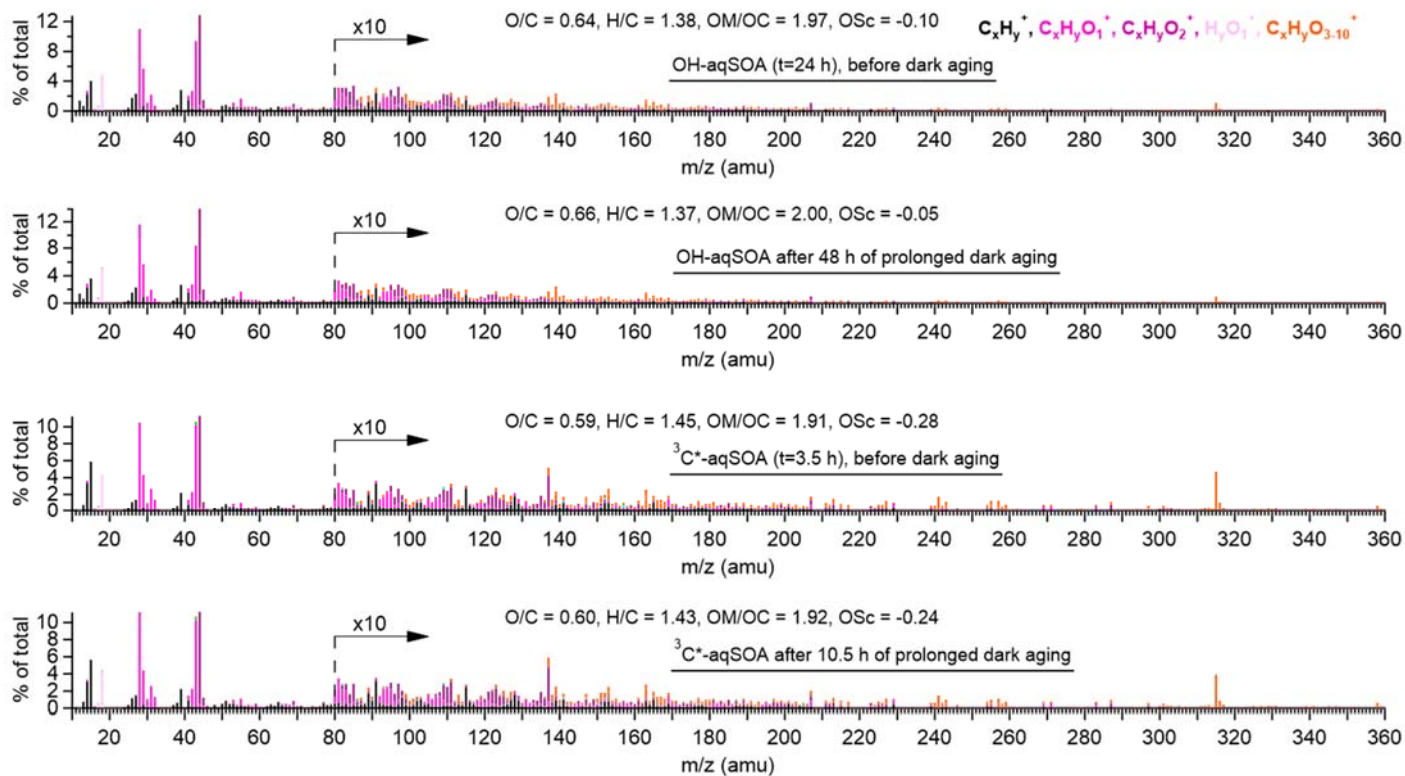 O/C = 0.64, H/C = 1.38, OM/OC = 1.97, OSc = -0.10
CxHy+, CxHyO1+, CxHyO2+, HyO1+, CxHyO3-10+
x10
OH-aqSOA (t=24 h), before dark aging
% of total
12
8
4
0
20 40 60 80 100 120 140 160 180 200 220 240 260 280 300 320 340 360
m/z (amu)
O/C = 0.66, H/C = 1.37, OM/OC = 2.00, OSc = -0.05
x10
OH-aqSOA after 48 h of prolonged dark aging
% of total
12
8
4
0
20 40 60 80 100 120 140 160 180 200 220 240 260 280 300 320 340 360
m/z (amu)
O/C = 0.59, H/C = 1.45, OM/OC = 1.91, OSc = -0.28
x10
3C*-aqSOA (t=3.5 h), before dark aging
% of total
10
8
6
4
2
0
20 40 60 80 100 120 140 160 180 200 220 240 260 280 300 320 340 360
m/z (amu)
O/C = 0.60, H/C = 1.43, OM/OC = 1.92, OSc = -0.24
x10
3C*-aqSOA after 10.5 h of prolonged dark aging
% of total
10
8
6
4
2
0
20 40 60 80 100 120 140 160 180 200 220 240 260 280 300 320 340 360
m/z (amu)